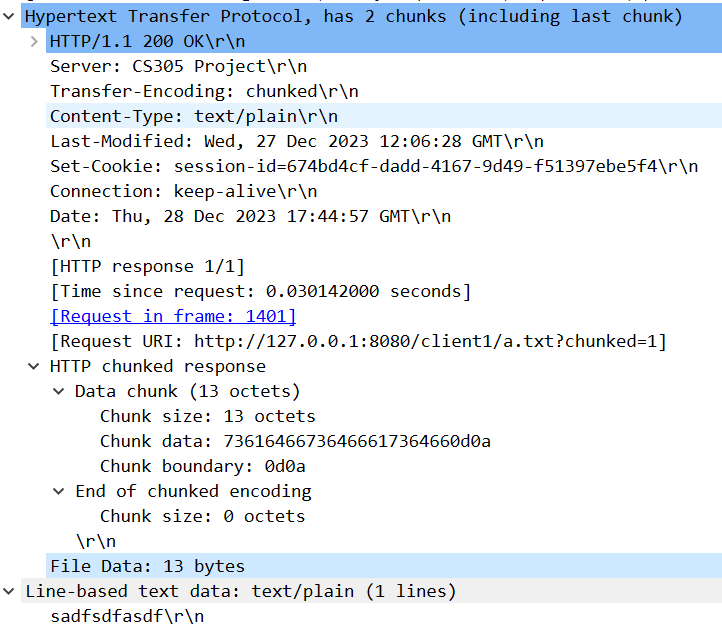 Hypertext Transfer Protocol, has 2 chunks (including last chunk)
HTTP/1.1 200 OK\r\n
Server: CS305 Project\r\n
Transfer-Encoding: chunked\r\n
Content-Type: text/plain\r\n
Last-Modified: Wed, 27 Dec 2023 12:06:28 GMT\r\n
Set-Cookie: session-id=674bd4cf-dadd-4167-9d49-f51397ebe5f4\r\n
Connection: keep-alive\r\n
Date: Thu, 28 Dec 2023 17:44:57 GMT\r\n
\r\n
[HTTP response 1/1]
[Time since request: 0.030142000 seconds]
[Request in frame: 1401]
[Request URI: http://127.0.0.1:8080/client1/a.txt?chunked=1]
HTTP chunked response
Data chunk (13 octets)
Chunk size: 13 octets
Chunk data: 73616466736466617364660d0a
Chunk boundary: 0d0a
End of chunked encoding
Chunk size: 0 octets
\r\n
File Data: 13 bytes
Line-based text data: text/plain (1 lines)
sadfsdfasdf\r\n